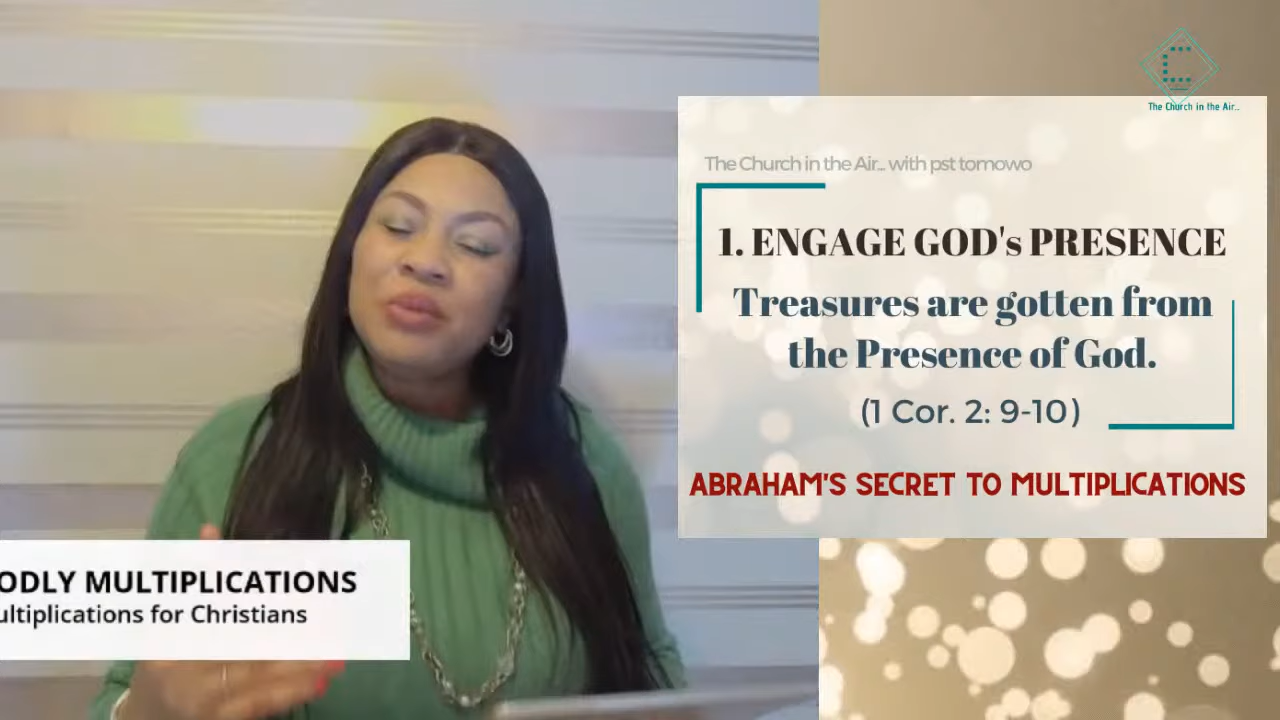 The Church in the Air...
The Church in the Air... with pst tomowo
1. ENGAGE GOD's PRESENCE
Treasures are gotten from
the Presence of God.
(1 Cor. 2: 9-10)
ABRAHAM'S SECRET TO MULTIPLICATIONS
ODLY MULTIPLICATIONS
ultiplications for Christians